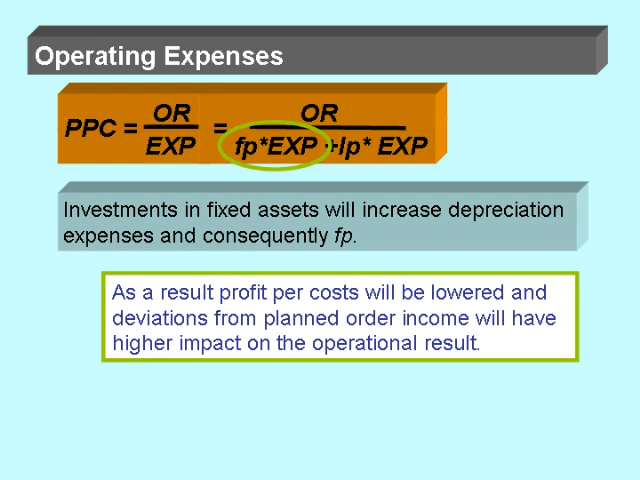 Operating Expenses
PPC = OR / EXP = OR / fp*EXP +lp* EXP
Investments in fixed assets will increase depreciation
expenses and consequently fp.
As a result profit per costs will be lowered and
deviations from planned order income will have
higher impact on the operational result.